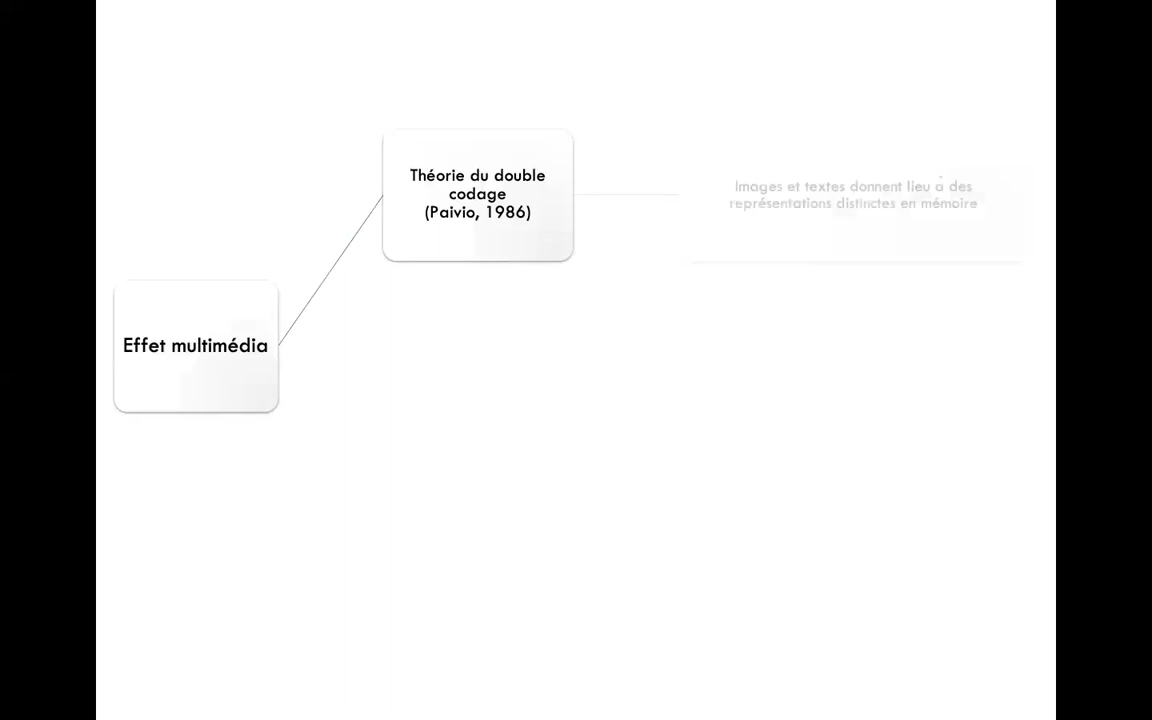 Théorie du double
codage
(Paivio, 1986)
Images et textes donnent lieu à des
représentations distinctes en mémoire
Effet multimédia